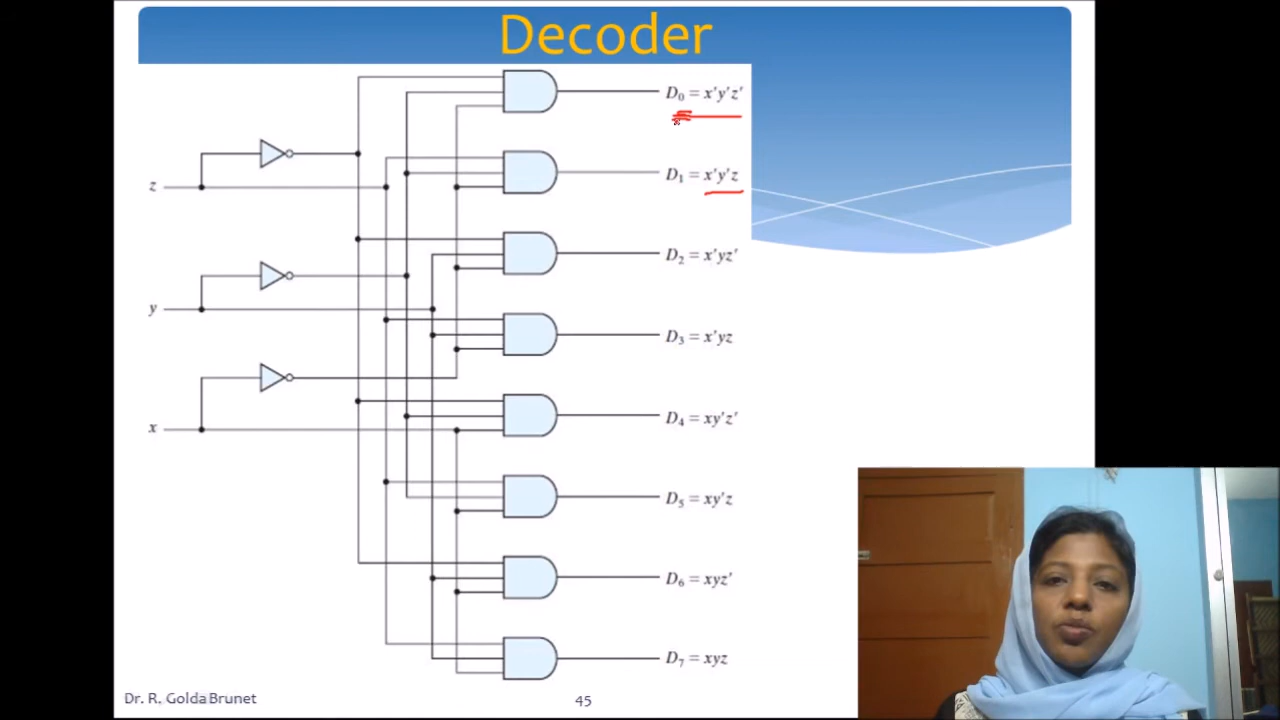 Decoder
D₀ = x'y'z'
z
D₁ = x'y'z
D₂ = x'yz'
y
D₃ = x'yz
x
D₄ = xy'z'
D₅ = xy'z
D₆ = xyz'
D₇ = xyz
Dr. R. Golda Brunet
45